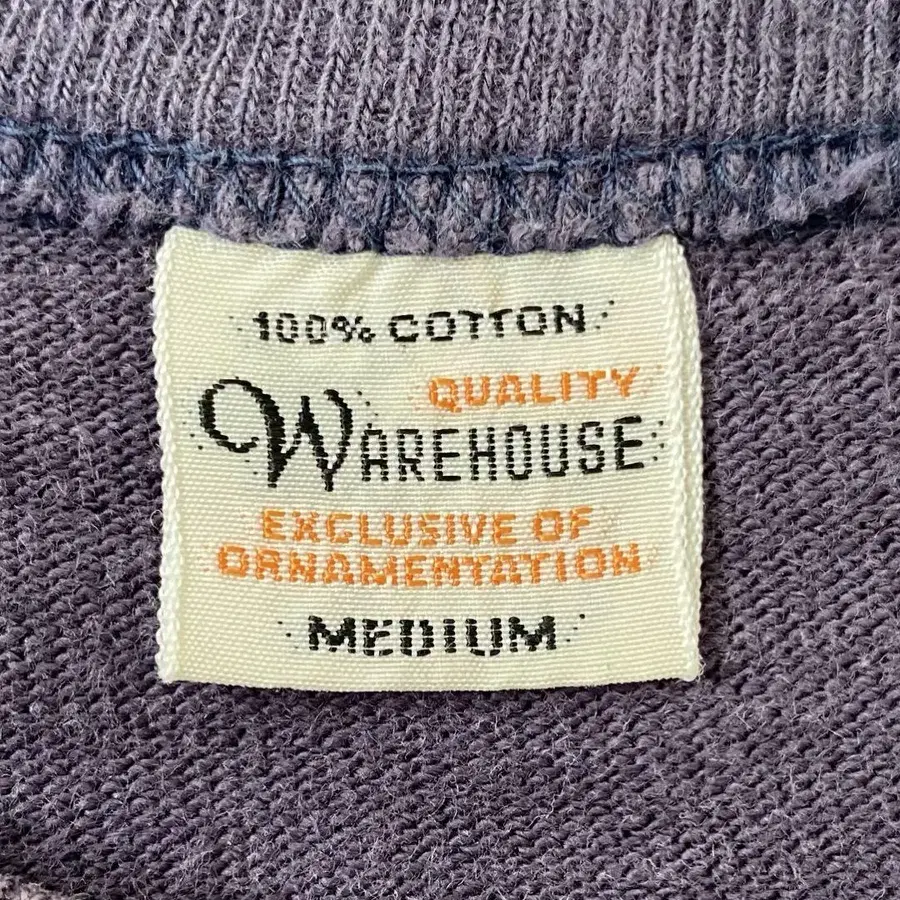 100% COTTON
QUALITY
WAREHOUSE
EXCLUSIVE OF
ORNAMENTATION
MEDIUM